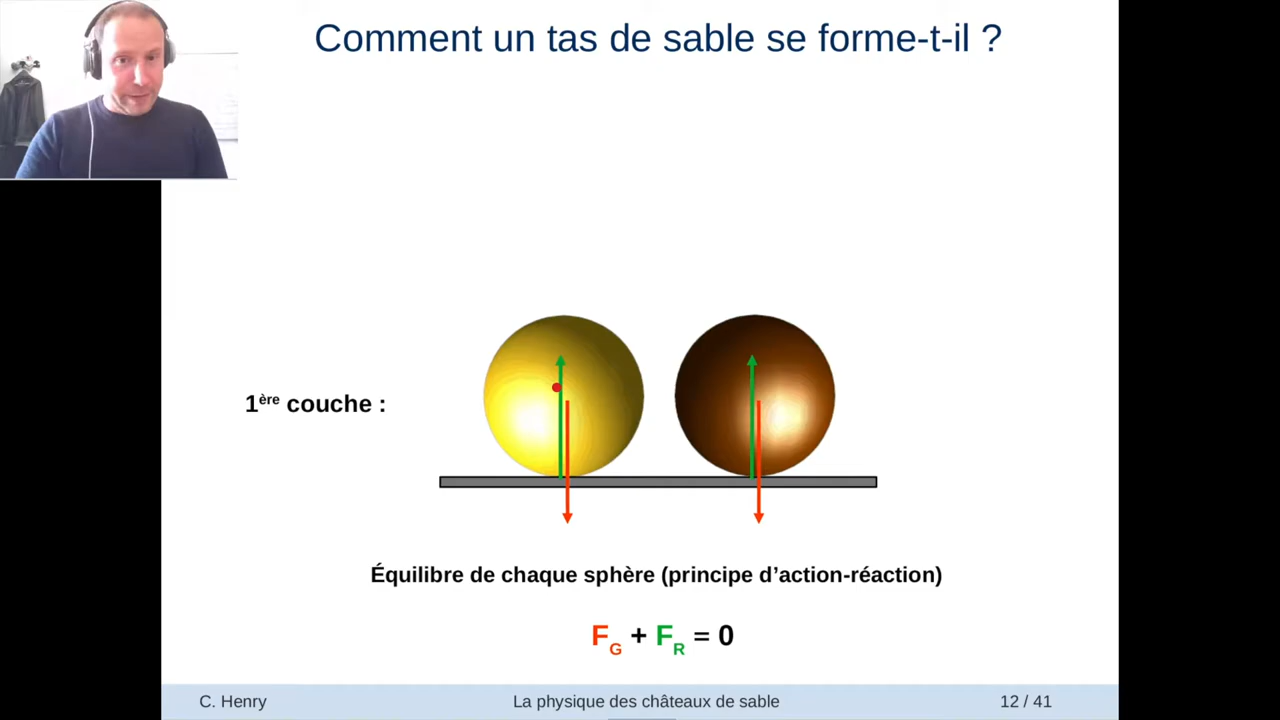 Comment un tas de sable se forme-t-il ?
1ère couche :
Équilibre de chaque sphère (principe d’action-réaction)
FG + FR = 0
C. Henry
La physique des châteaux de sable
12 / 41